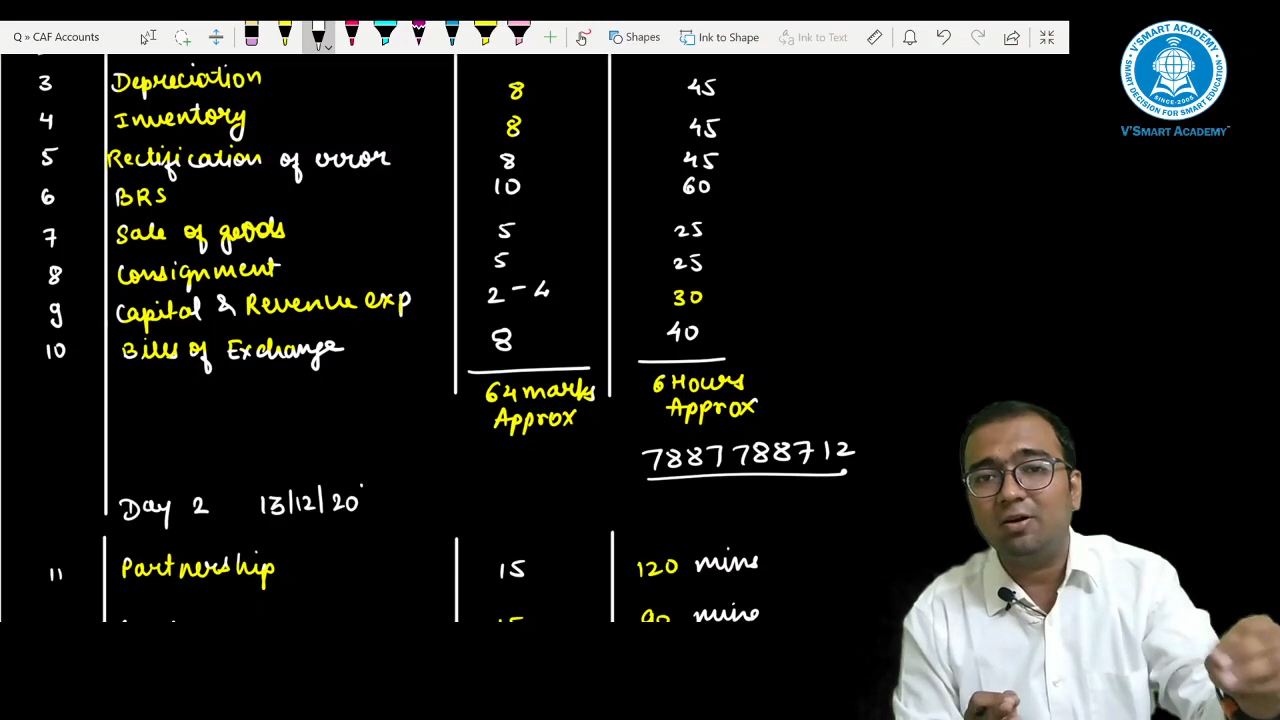 Q » CAF Accounts
Shapes
Ink to Shape
Ink to Text
V'SMART ACADEMY
SMART DECISION FOR SMART EDUCATION
SINCE-2006
V'SMART ACADEMY
3 Depreciation 8 45
4 Inventory 8 45
5 Rectification of error 8 45
6 BRS 10 60
7 Sale of goods 5 25
8 Consignment 5 25
9 Capital & Revenue exp 2-4 30
10 Bills of Exchange 8 40
64 marks Approx
6 Hours Approx
788778878712
Day 2 13/12/20
11 Partnership 15 120 mins
15 90 mins